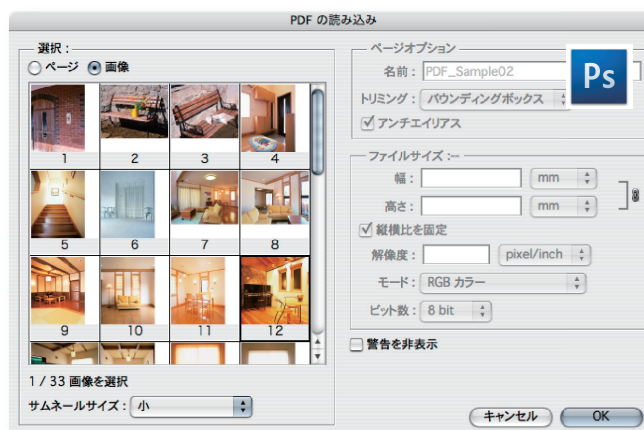 PDF の読み込み
選択：
ページ 画像
1 2 3 4
5 6 7 8
9 10 11 12
1 / 33 画像を選択
サムネールサイズ： 小
ページオプション
名前： PDF_Sample02
Ps
トリミング： バウンディングボックス
アンチエイリアス
ファイルサイズ：--
幅： mm
高さ： mm
縦横比を固定
解像度： pixel/inch
モード： RGB カラー
ビット数： 8 bit
警告を非表示
キャンセル OK